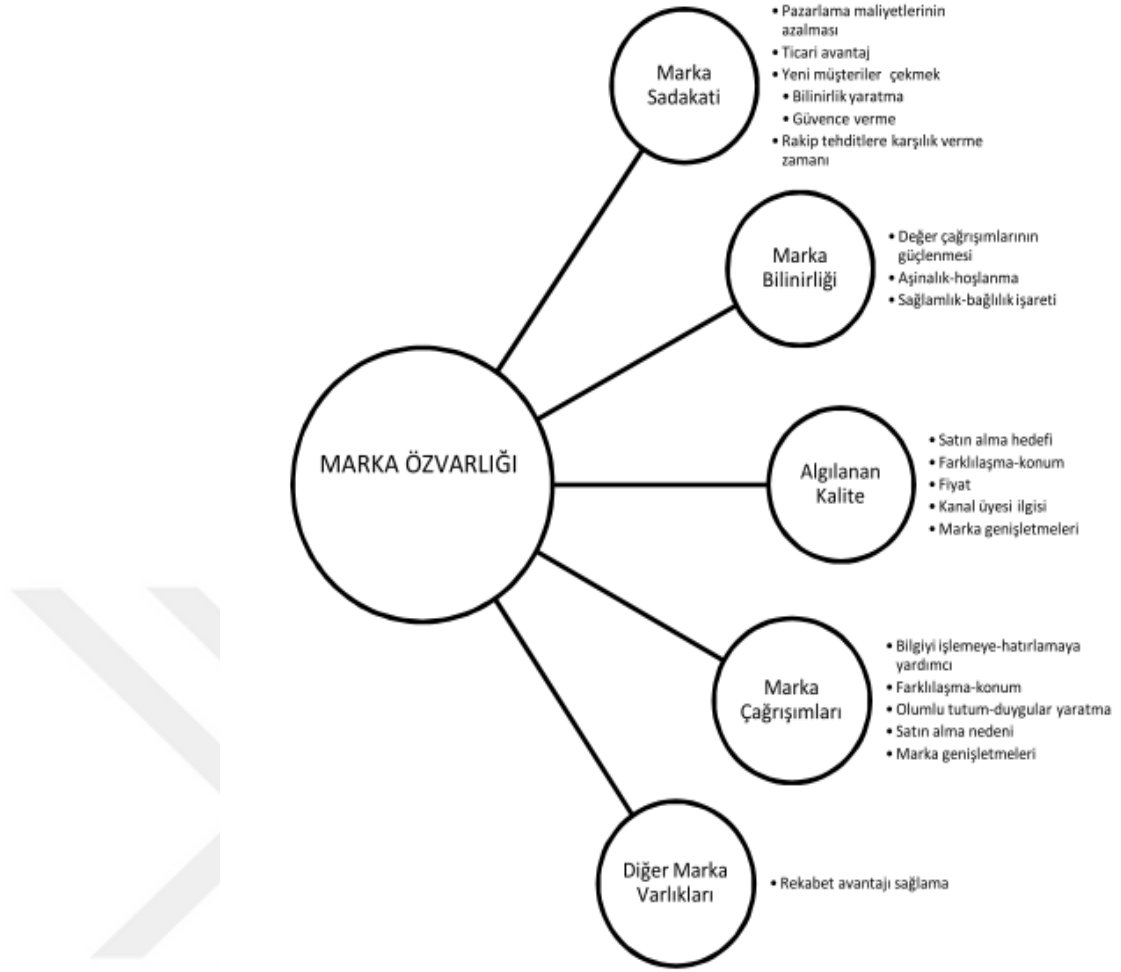 • Pazarlama maliyetlerinin
azalması
• Ticari avantaj
• Yeni müşteriler çekmek
• Bilinirlik yaratma
• Güvence verme
• Rakip tehditlere karşılık verme
zamanı
Marka
Sadakati
Marka
Bilinirliği
• Değer çağrışımlarının
güçlenmesi
• Aşinalık-hoşlanma
• Sağlamlık-bağlılık işareti
MARKA ÖZVARLIĞI
Algılanan
Kalite
• Satın alma hedefi
• Farklılaşma-konum
• Fiyat
• Kanal üyesi ilgisi
• Marka genişletmeleri
Marka
Çağrışımları
• Bilgiyi işlemeye-hatırlamaya
yardımcı
• Farklılaşma-konum
• Olumlu tutum-duygular yaratma
• Satın alma nedeni
• Marka genişletmeleri
Diğer Marka
Varlıkları
• Rekabet avantajı sağlama